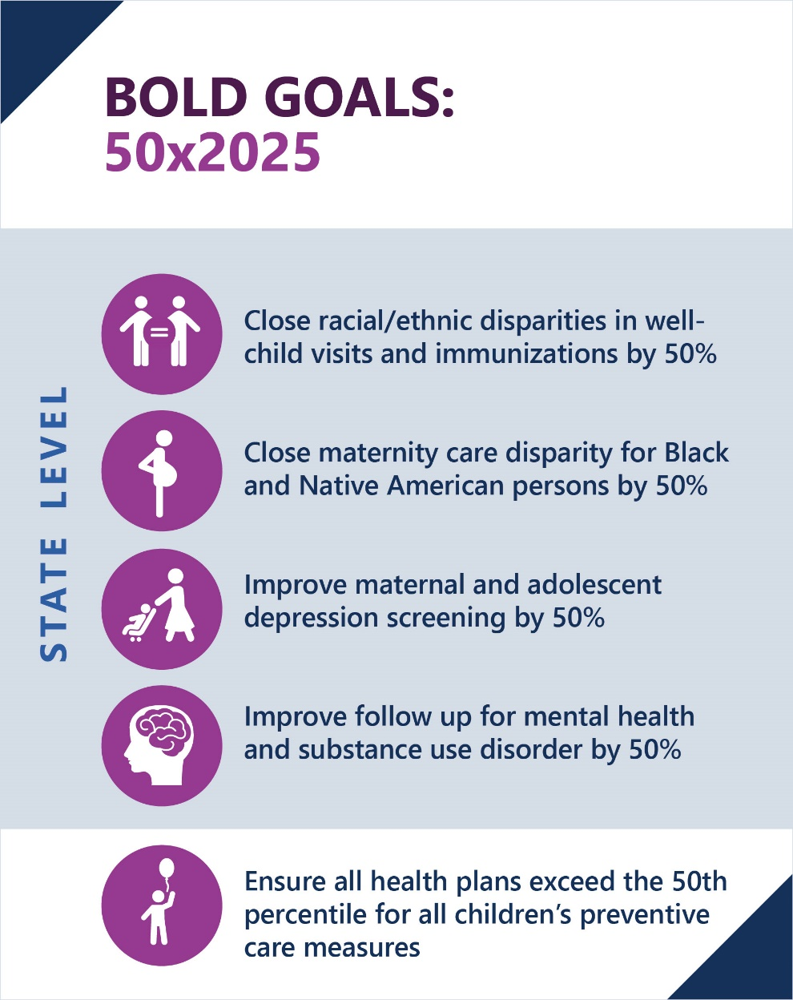 BOLD GOALS:
50x2025
STATE LEVEL
Close racial/ethnic disparities in well-
child visits and immunizations by 50%
Close maternity care disparity for Black
and Native American persons by 50%
Improve maternal and adolescent
depression screening by 50%
Improve follow up for mental health
and substance use disorder by 50%
Ensure all health plans exceed the 50th
percentile for all children’s preventive
care measures